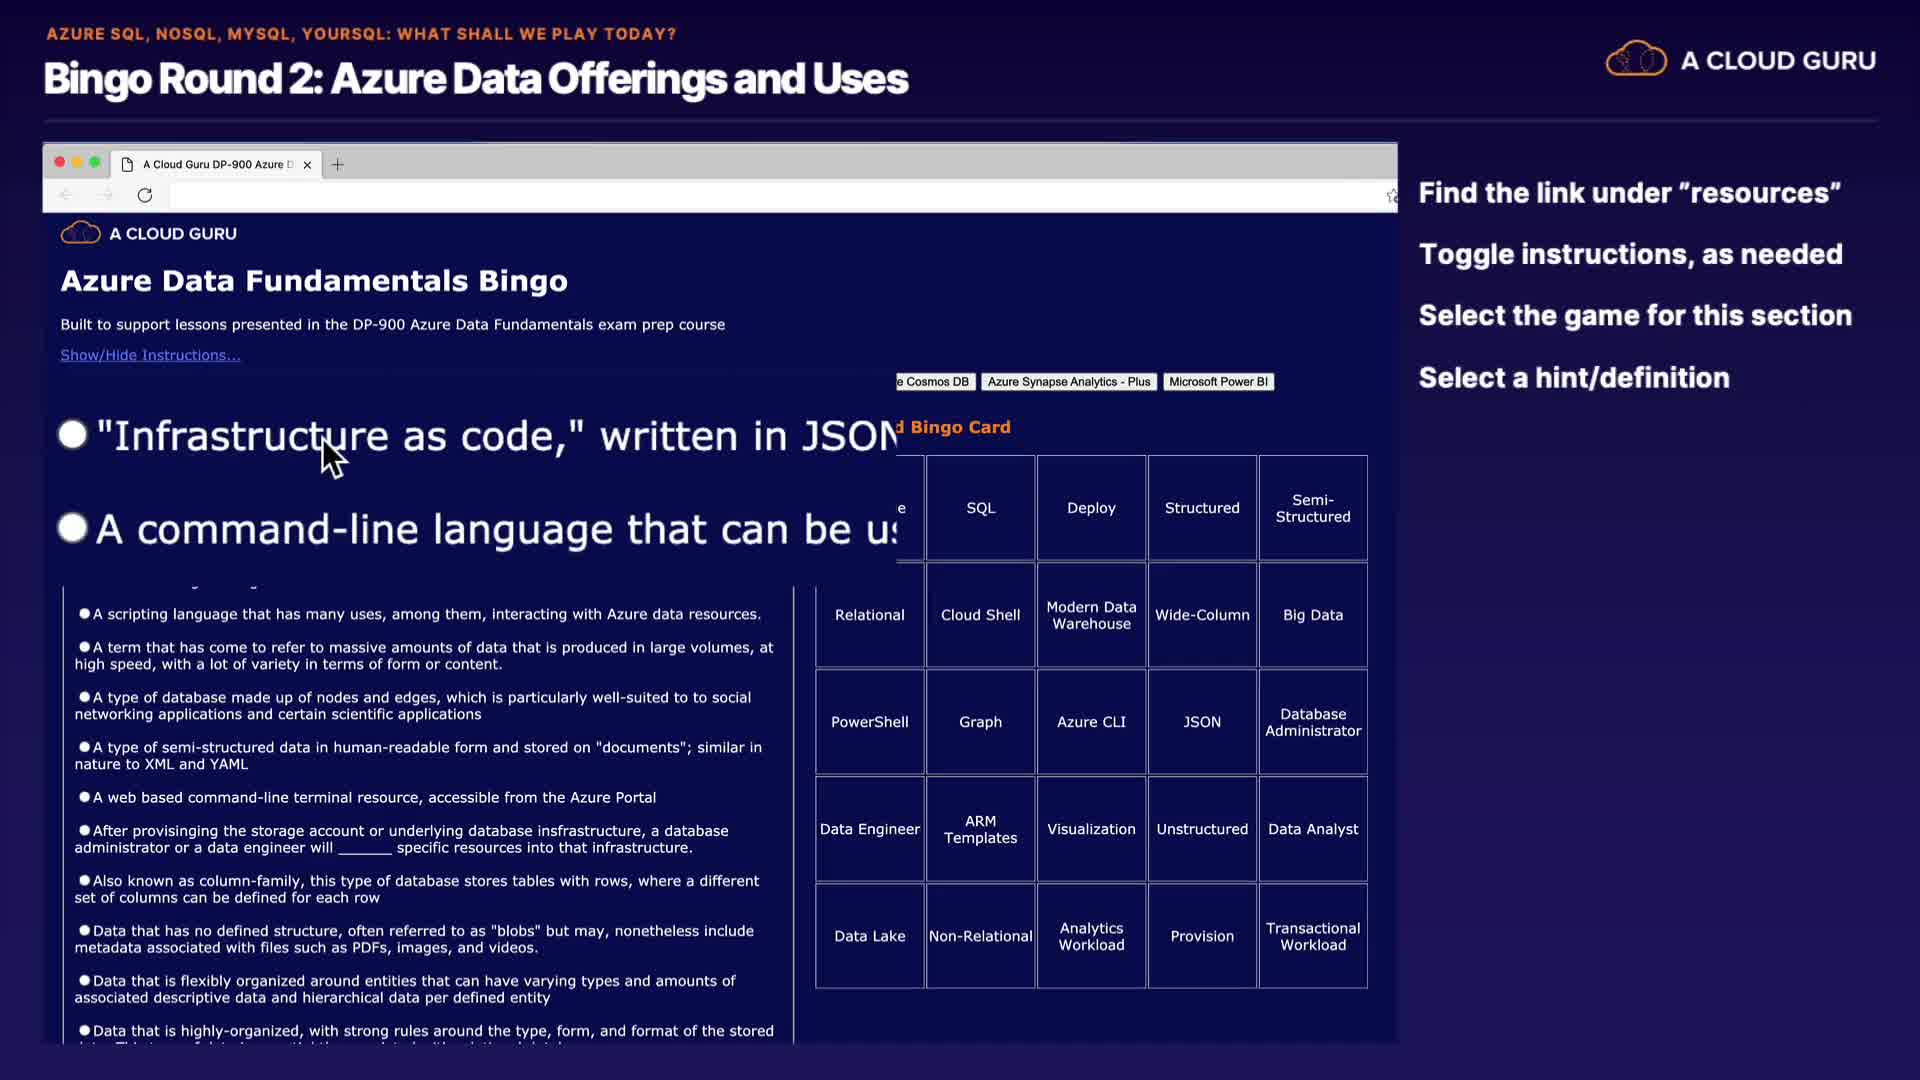 AZURE SQL, NOSQL, MYSQL, YOURSQL: WHAT SHALL WE PLAY TODAY?
Bingo Round 2: Azure Data Offerings and Uses
A CLOUD GURU
A Cloud Guru DP-900 Azure D
A CLOUD GURU
Azure Data Fundamentals Bingo
Built to support lessons presented in the DP-900 Azure Data Fundamentals exam prep course
Show/Hide Instructions...
e Cosmos DB
Azure Synapse Analytics - Plus
Microsoft Power BI
"Infrastructure as code," written in JSON
A command-line language that can be us
A scripting language that has many uses, among them, interacting with Azure data resources.
A term that has come to refer to massive amounts of data that is produced in large volumes, at
high speed, with a lot of variety in terms of form or content.
A type of database made up of nodes and edges, which is particularly well-suited to to social
networking applications and certain scientific applications
A type of semi-structured data in human-readable form and stored on "documents"; similar in
nature to XML and YAML
A web based command-line terminal resource, accessible from the Azure Portal
After provisinging the storage account or underlying database insfrastructure, a database
administrator or a data engineer will ______ specific resources into that infrastructure.
Also known as column-family, this type of database stores tables with rows, where a different
set of columns can be defined for each row
Data that has no defined structure, often referred to as "blobs" but may, nonetheless include
metadata associated with files such as PDFs, images, and videos.
Data that is flexibly organized around entities that can have varying types and amounts of
associated descriptive data and hierarchical data per defined entity
Data that is highly-organized, with strong rules around the type, form, and format of the stored
d Bingo Card
e
SQL
Deploy
Structured
Semi-
Structured
Relational
Cloud Shell
Modern Data
Warehouse
Wide-Column
Big Data
PowerShell
Graph
Azure CLI
JSON
Database
Administrator
Data Engineer
ARM
Templates
Visualization
Unstructured
Data Analyst
Data Lake
Non-Relational
Analytics
Workload
Provision
Transactional
Workload
Find the link under "resources"
Toggle instructions, as needed
Select the game for this section
Select a hint/definition